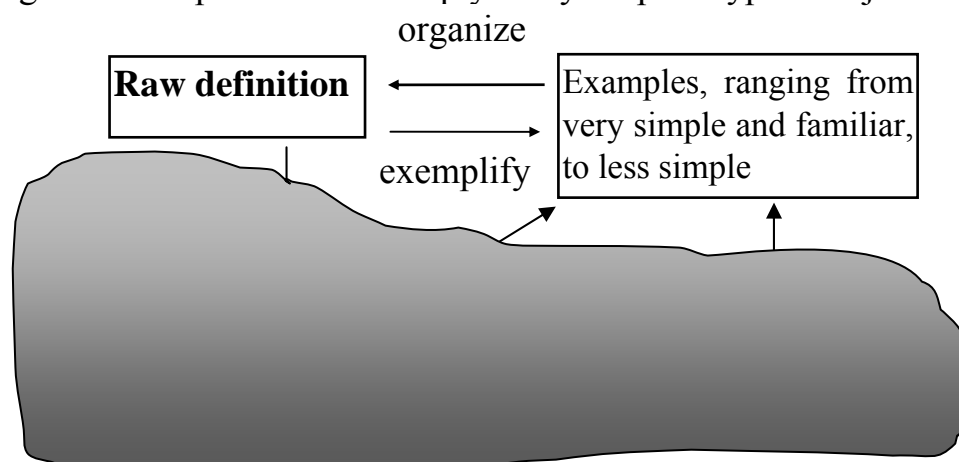 organize
Raw definition
Examples, ranging from
very simple and familiar,
to less simple
exemplify